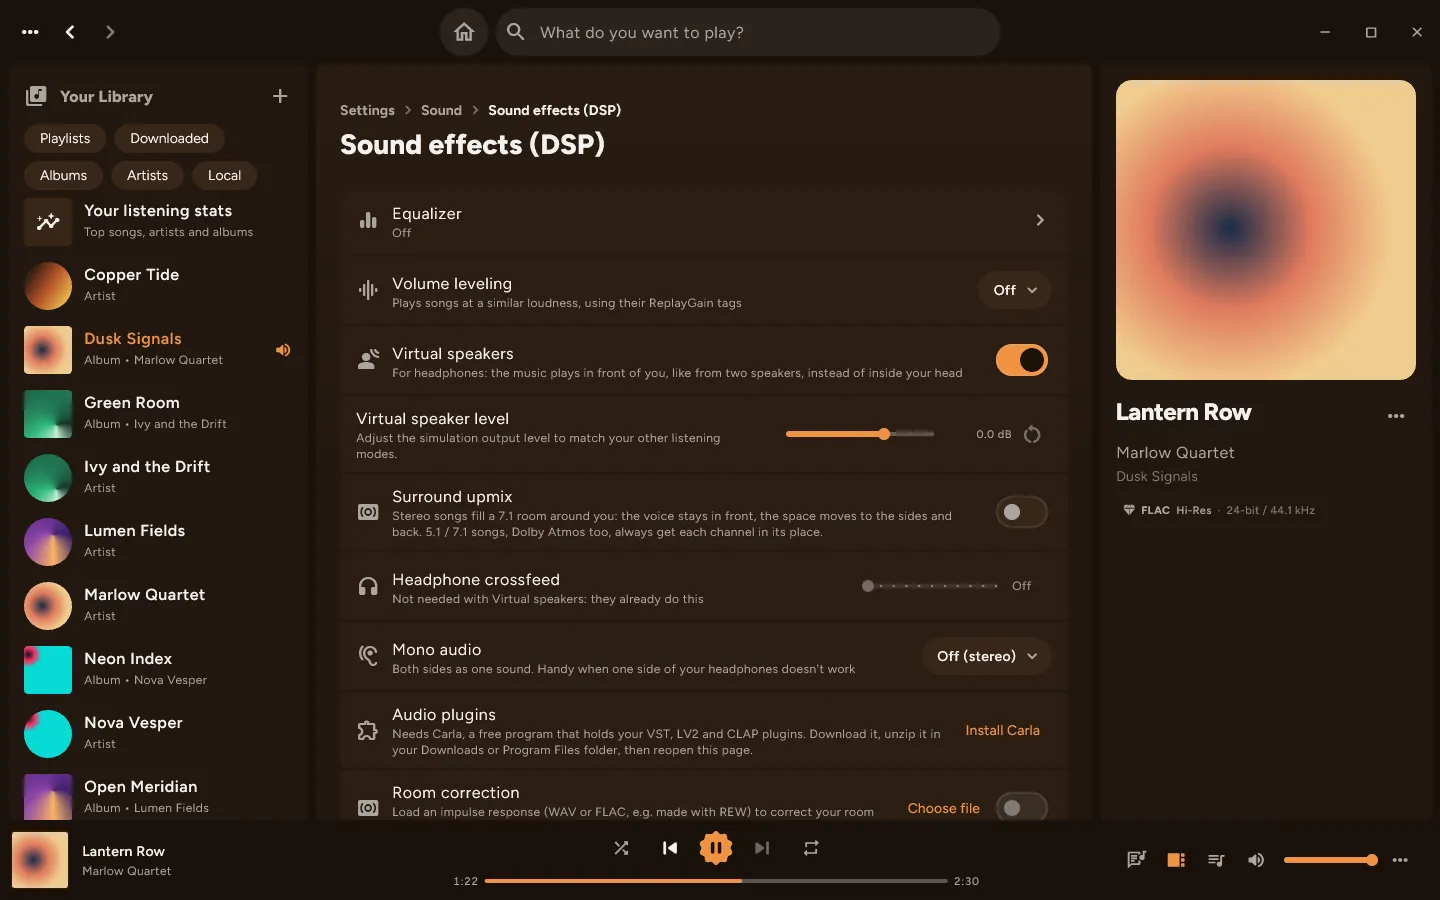 What do you want to play?
Your Library
Playlists
Downloaded
Albums
Artists
Local
Your listening stats
Top songs, artists and albums
Copper Tide
Artist
Dusk Signals
Album • Marlow Quartet
Green Room
Album • Ivy and the Drift
Ivy and the Drift
Artist
Lumen Fields
Artist
Marlow Quartet
Artist
Neon Index
Album • Nova Vesper
Nova Vesper
Artist
Open Meridian
Album • Lumen Fields
Settings > Sound > Sound effects (DSP)
Sound effects (DSP)
Equalizer
Off
Volume leveling
Plays songs at a similar loudness, using their ReplayGain tags
Off
Virtual speakers
For headphones: the music plays in front of you, like from two speakers, instead of inside your head
Virtual speaker level
Adjust the simulation output level to match your other listening
modes.
0.0 dB
Surround upmix
Stereo songs fill a 7.1 room around you: the voice stays in front, the space moves to the sides and
back. 5.1 / 7.1 songs, Dolby Atmos too, always get each channel in its place.
Headphone crossfeed
Not needed with Virtual speakers: they already do this
Off
Mono audio
Both sides as one sound. Handy when one side of your headphones doesn't work
Off (stereo)
Audio plugins
Needs Carla, a free program that holds your VST, LV2 and CLAP plugins. Download it, unzip it in
your Downloads or Program Files folder, then reopen this page.
Install Carla
Room correction
Load an impulse response (WAV or FLAC, e.g. made with REW) to correct your room
Choose file
Lantern Row
Marlow Quartet
Dusk Signals
FLAC Hi-Res · 24-bit / 44.1 kHz
Lantern Row
Marlow Quartet
1:22
2:30